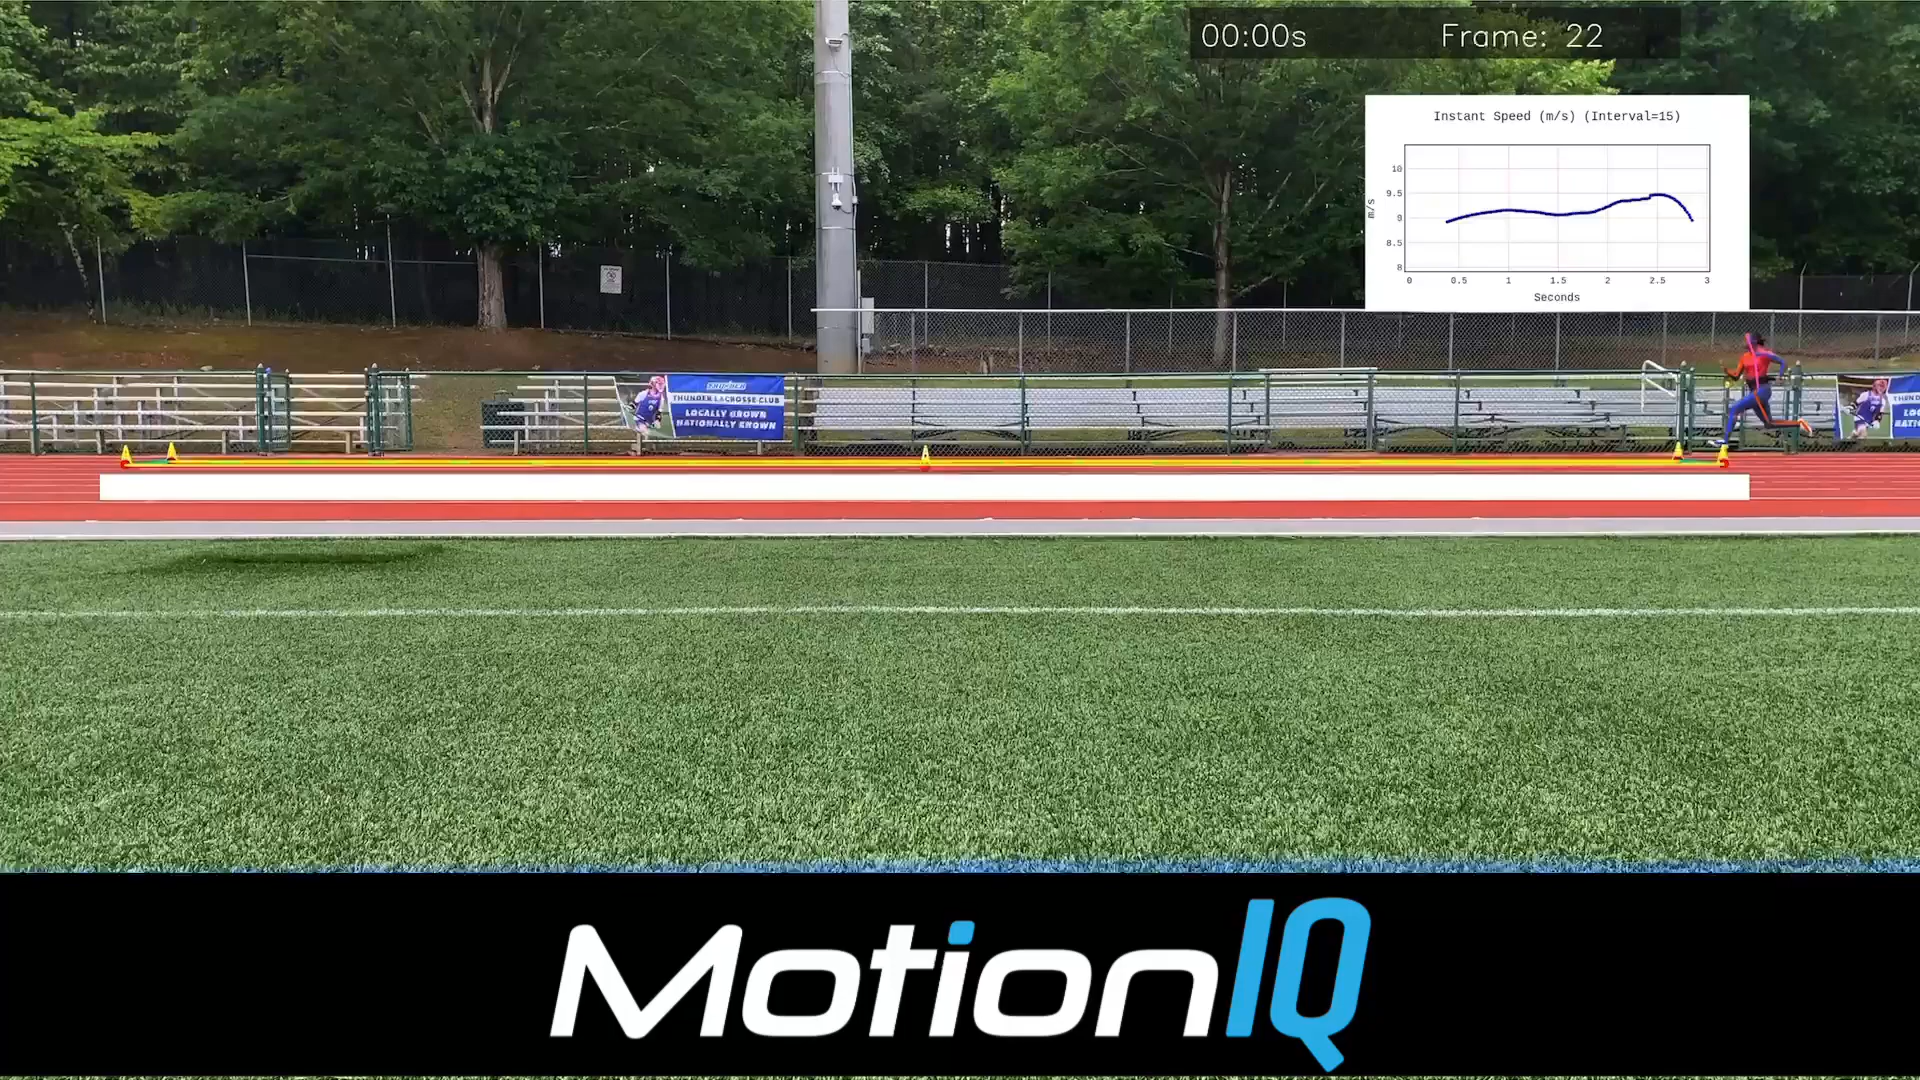 00:00s Frame: 22
Instant Speed (m/s) (Interval=15)
10
9.5
9
8.5
8
m/s
0 0.5 1 1.5 2 2.5 3
Seconds
THUNDER LACROSSE CLUB
LOCALLY GROWN
NATIONALLY KNOWN
MotionIQ